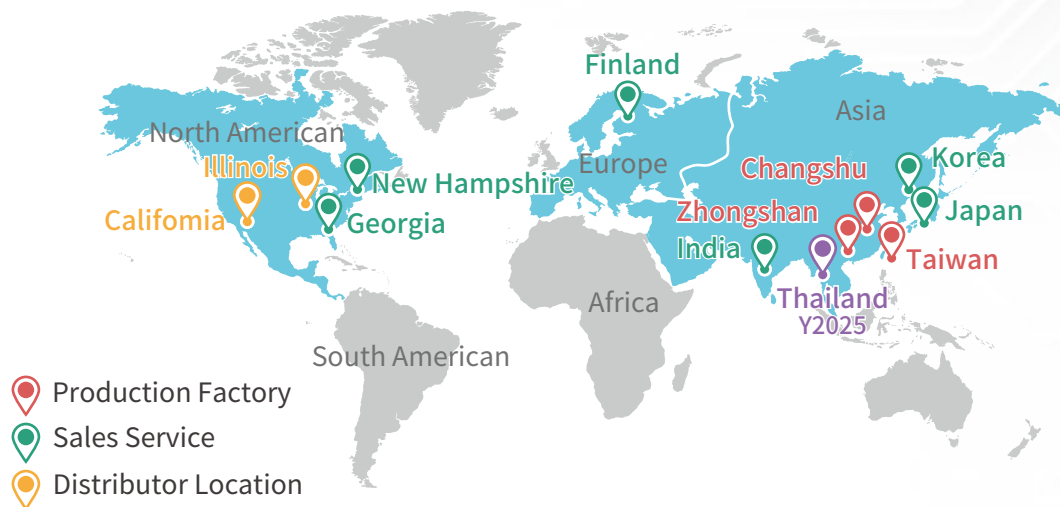 Finland
Asia
North American
Europe
Illinois
New Hampshire
Changshu
Korea
Califomia
Georgia
Zhongshan
Japan
India
Taiwan
Thailand
Y2025
Africa
South American
Production Factory
Sales Service
Distributor Location